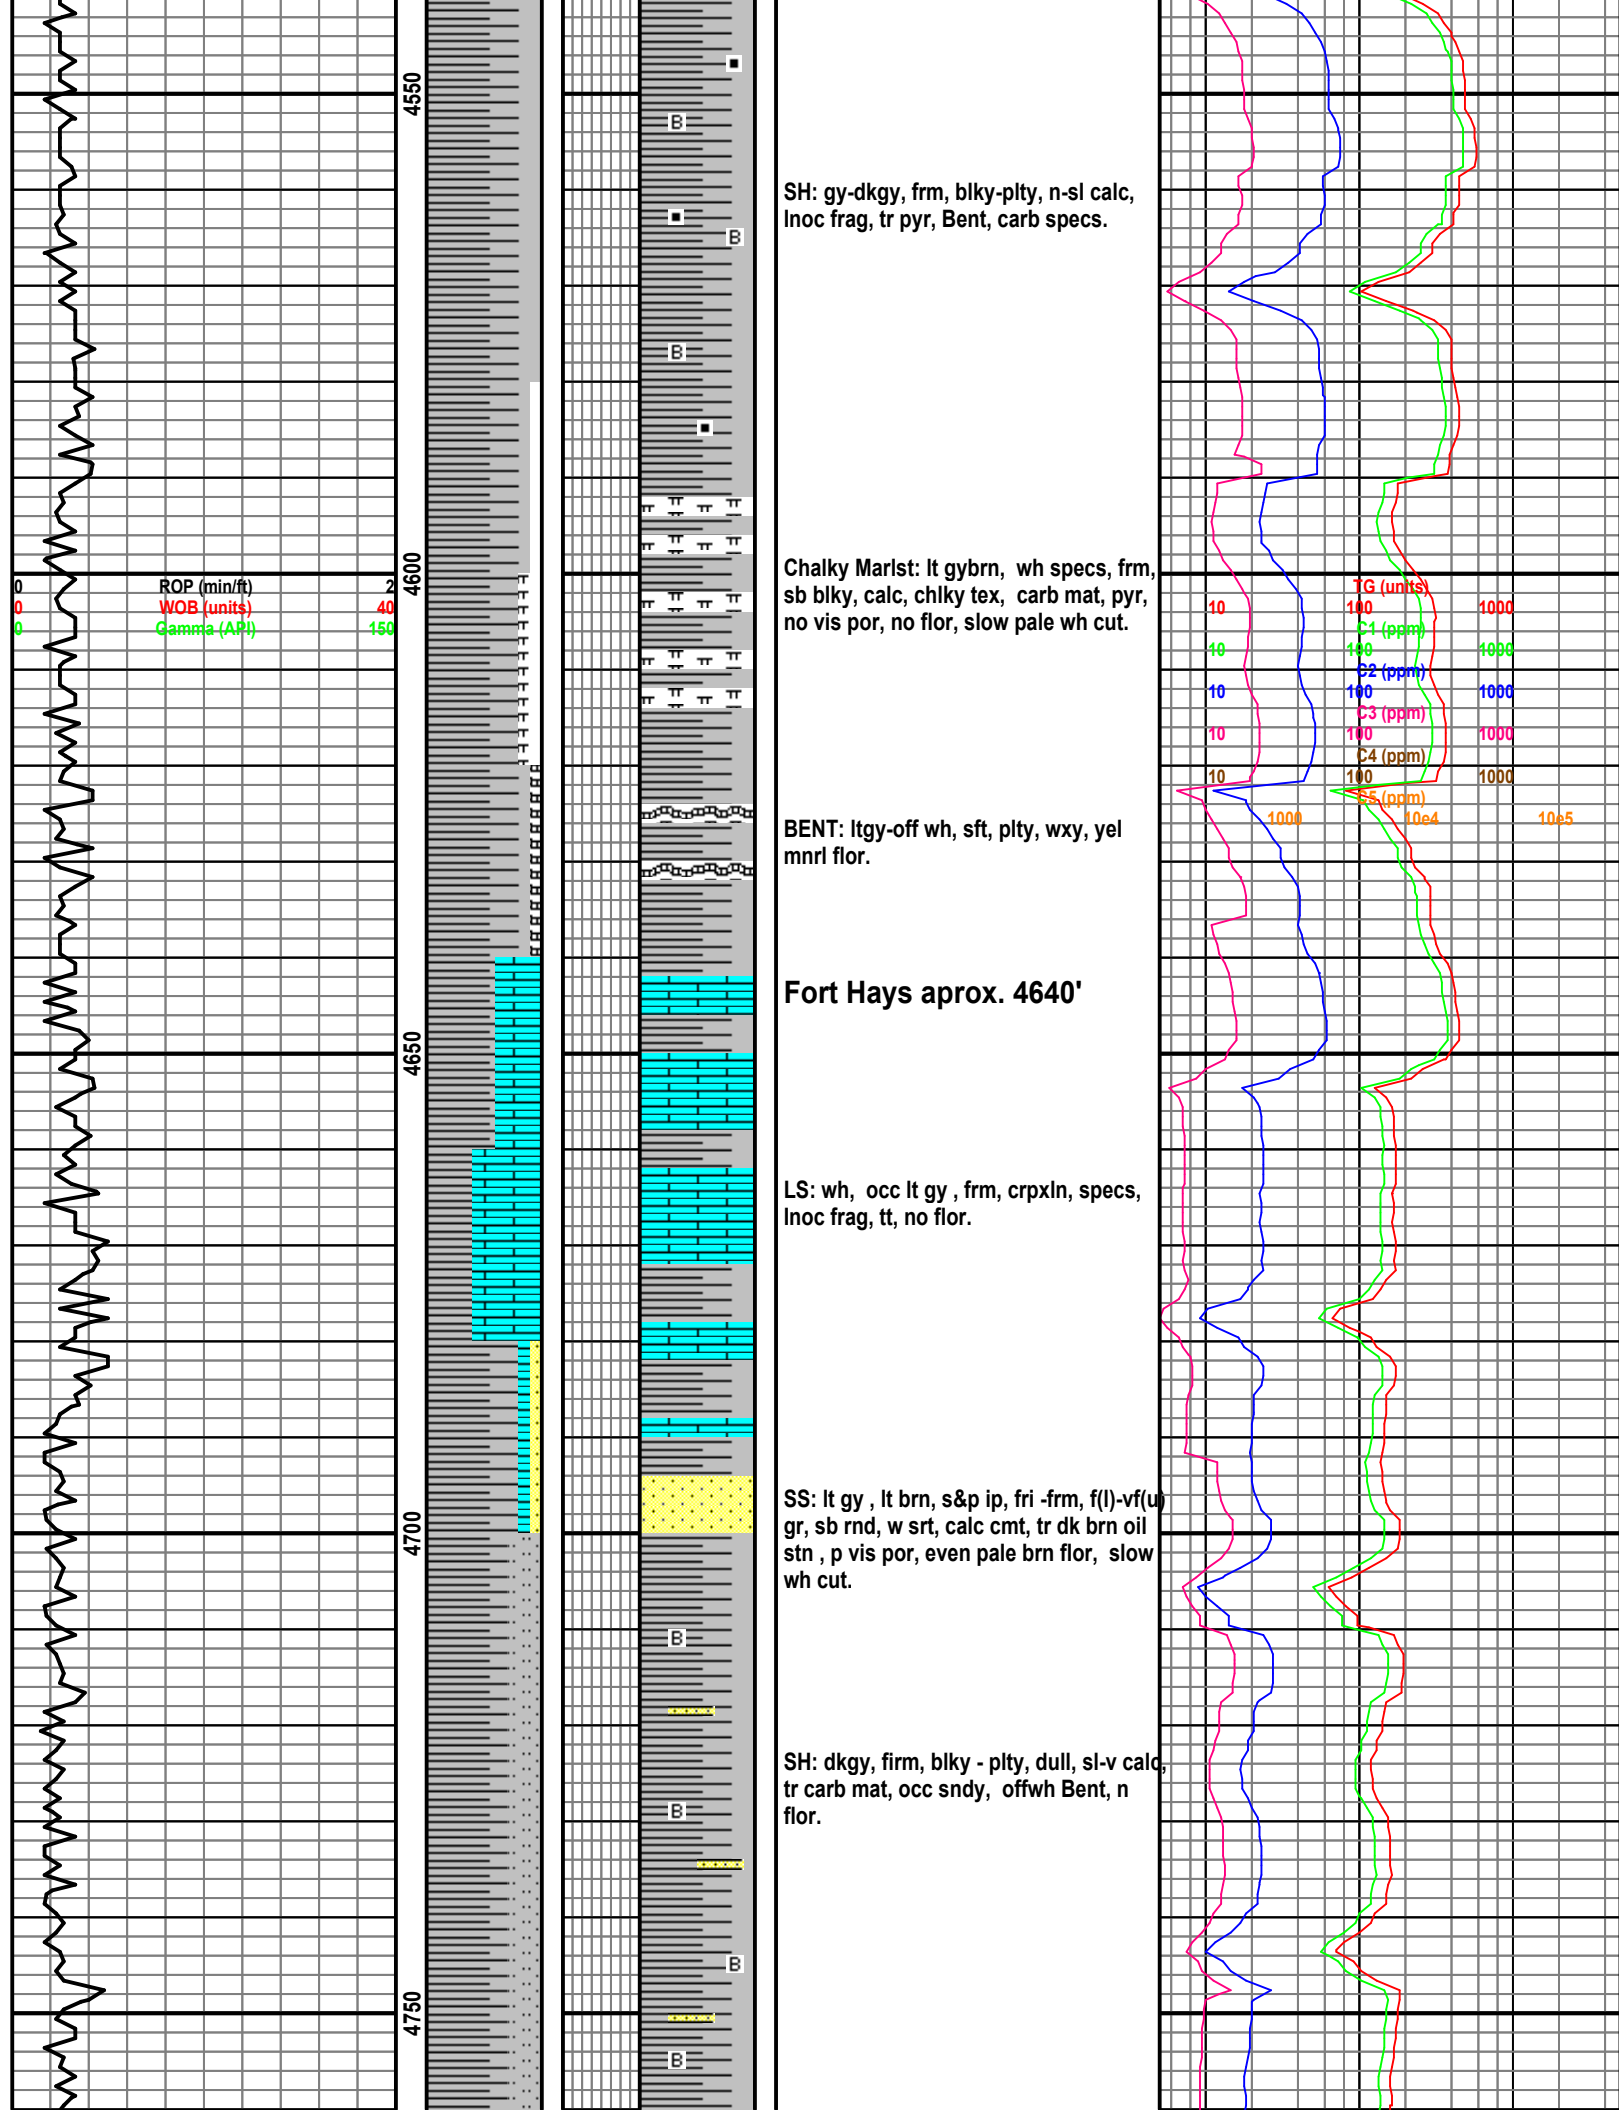 4550
B
SH: gy-dkgy, frm, blky-plty, n-sl calc,
Inoc frag, tr pyr, Bent, carb specs.
B
B
Chalky Marlst: lt gybrn, wh specs, frm,
sb blky, calc, chlky tex, carb mat, pyr,
no vis por, no flor, slow pale wh cut.
4600
0 ROP (min/ft) 2
0 WOB (units) 40
0 Gamma (API) 150
TG (units)
10 100 1000
C1 (ppm)
10 100 1000
C2 (ppm)
10 100 1000
C3 (ppm)
10 100 1000
C4 (ppm)
10 100 1000
C5 (ppm)
1000 10e4 10e5
BENT: ltgy-off wh, sft, plty, wxy, yel
mnrl flor.
Fort Hays aprox. 4640'
4650
LS: wh, occ lt gy , frm, crpxln, specs,
Inoc frag, tt, no flor.
SS: lt gy , lt brn, s&p ip, fri -frm, f(l)-vf(u)
gr, sb rnd, w srt, calc cmt, tr dk brn oil
stn , p vis por, even pale brn flor, slow
wh cut.
4700
B
SH: dkgy, firm, blky - plty, dull, sl-v calc,
tr carb mat, occ sndy, offwh Bent, n
flor.
B
B
4750
B